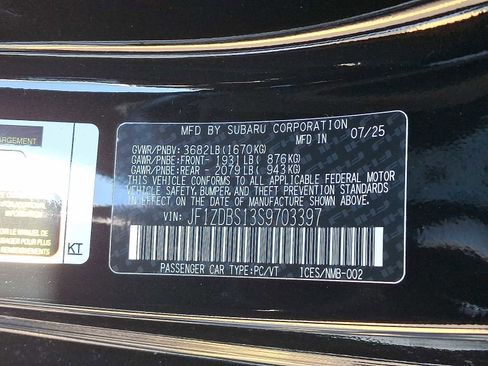 MFD BY SUBARU CORPORATION 07/25
MFD IN
GVWR/PNBV: 3682LB(1670KG)
GAWR/PNBE:FRONT- 1931LB( 876KG)
GAWR/PNBE:REAR - 2079LB( 943KG)
THIS VEHICLE CONFORMS TO ALL APPLICABLE FEDERAL MOTOR
VEHICLE SAFETY, BUMPER, AND THEFT PREVENTION STANDARDS
IN EFFECT ON THE DATE OF MANUFACTURE SHOWN ABOVE.
VIN: JF1ZDBS13S9703397
PASSENGER CAR TYPE:PC/VT ICES/NMB-002
ARGEMENT
KT